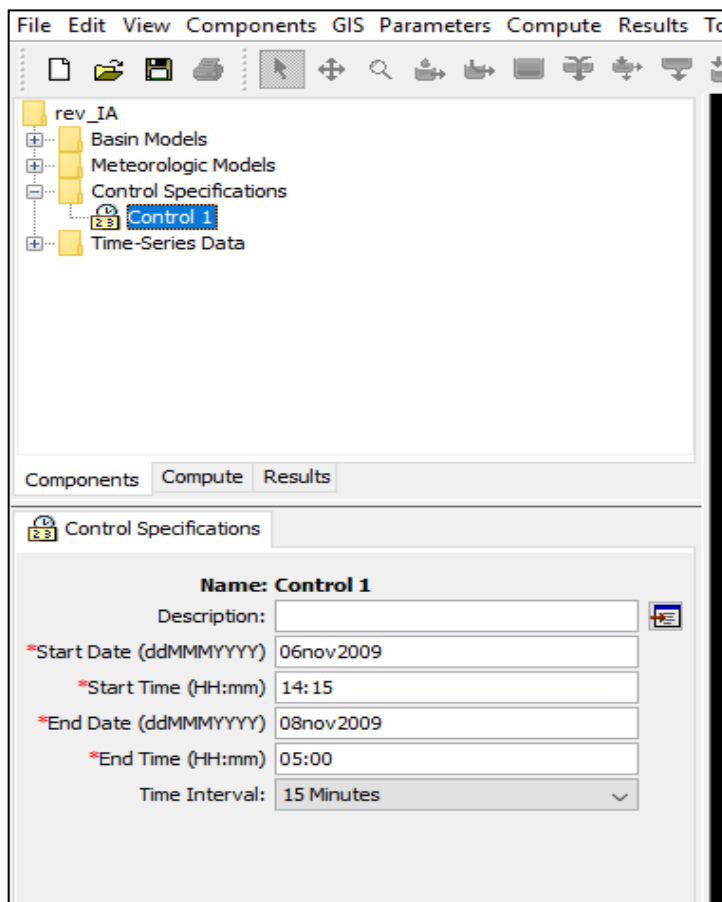 File Edit View Components GIS Parameters Compute Results To
rev_IA
Basin Models
Meteorologic Models
Control Specifications
Control 1
Time-Series Data
Components Compute Results
Control Specifications
Name: Control 1
Description:
*Start Date (ddMMMYYYY) 06nov2009
*Start Time (HH:mm) 14:15
*End Date (ddMMMYYYY) 08nov2009
*End Time (HH:mm) 05:00
Time Interval: 15 Minutes